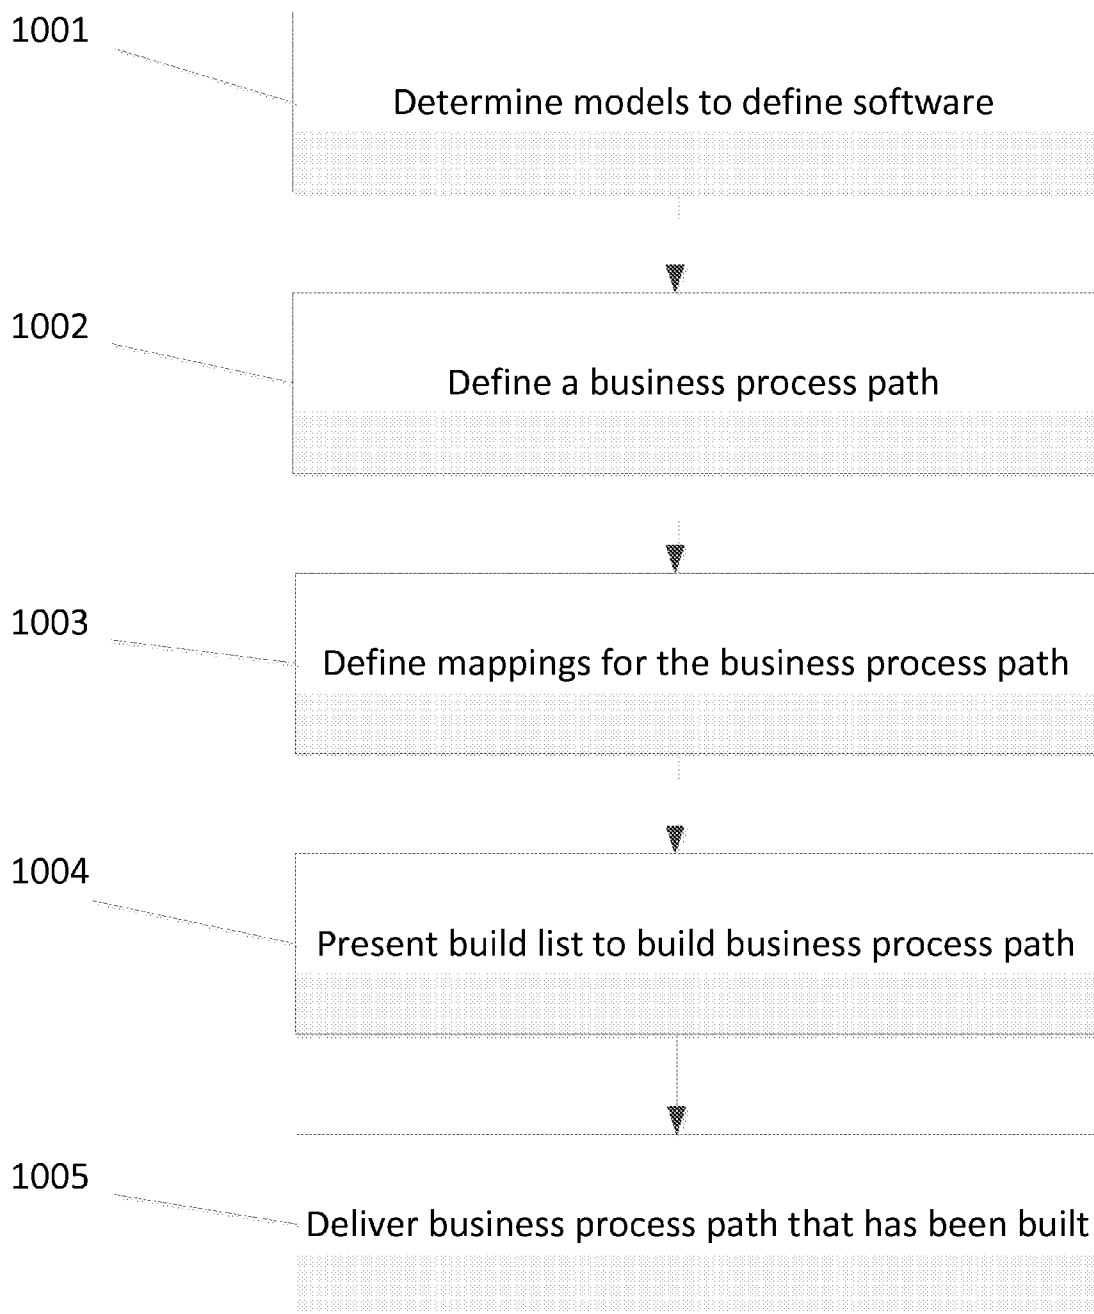 1001
Determine models to define software
1002
Define a business process path
1003
Define mappings for the business process path
1004
Present build list to build business process path
1005
Deliver business process path that has been built